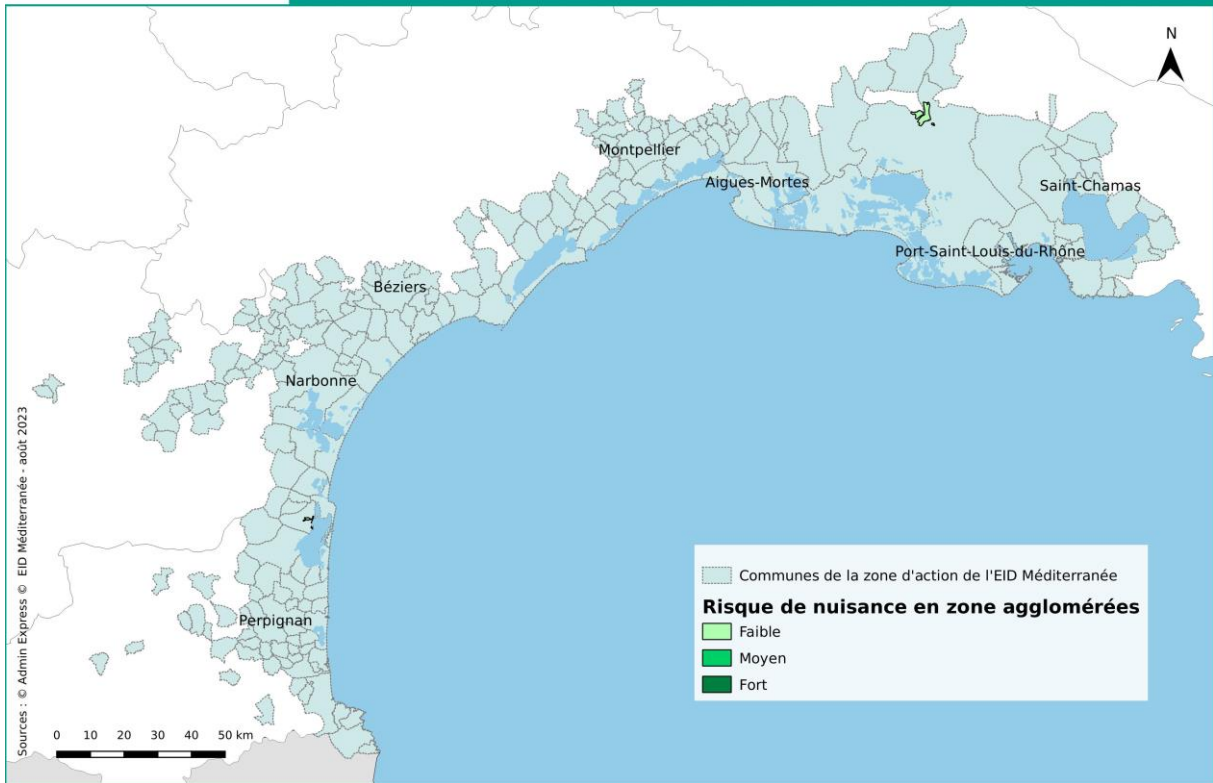 N
Montpellier
Aigues-Mortes
Saint-Chamas
Port-Saint-Louis-du-Rhône
Béziers
Narbonne
Perpignan
Communes de la zone d'action de l'EID Méditerranée
Risque de nuisance en zone agglomérées
Faible
Moyen
Fort
0 10 20 30 40 50 km
Sources : © Admin Express © EID Méditerranée - août 2023